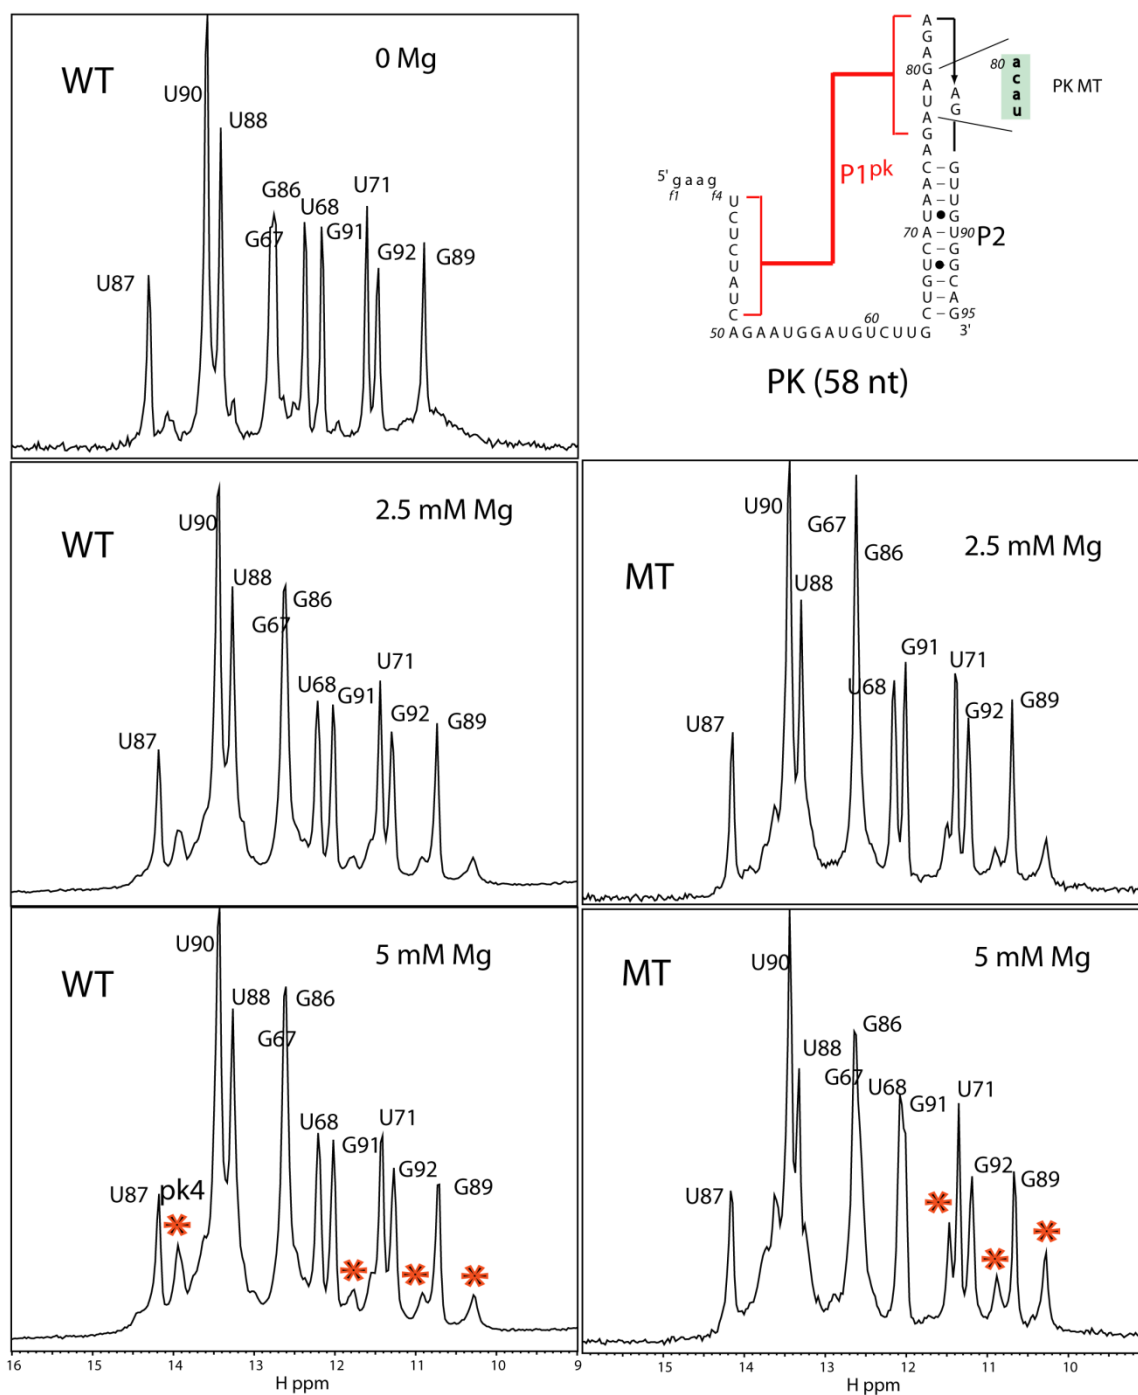 WT
0 Mg
U90
U88
G86
G67
U68
G91
U71
G92
G89
U87
5' g a a g
f1 f4
U
C
U
C
U
A
U
C
50 A G A A U G G A U G U C U U G
60
P1pk
A
G
A
80 G
A
U
A
G
A
C – G
A – U
A – U
U • G
70 A – U 90
C – G
U • G
G – C
U – A
C – G 95
3'
A
G
P2
80 a
c
a
u
PK MT
PK (58 nt)
WT
2.5 mM Mg
U90
U88
G86
G67
U68
G91
U71
G92
G89
U87
MT
2.5 mM Mg
U90
G67
G86
U88
G91
U68
U71
G92
G89
U87
WT
5 mM Mg
U90
U88
G86
G67
U68
G91
U71
G92
G89
U87
pk4
16 15 14 13 12 11 10 9
H ppm
MT
5 mM Mg
U90
G86
U88
G67
U68
G91
U71
G92
G89
U87
15 14 13 12 11 10
H ppm